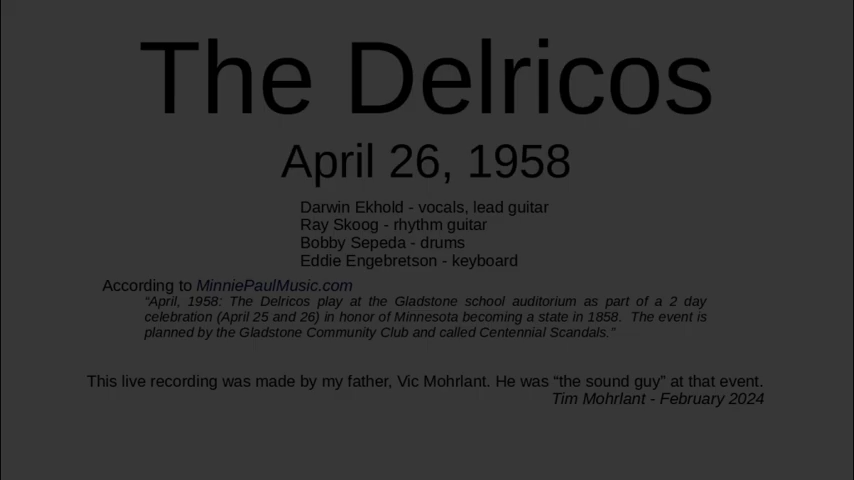 The Delricos
April 26, 1958
Darwin Ekhold - vocals, lead guitar
Ray Skoog - rhythm guitar
Bobby Sepeda - drums
Eddie Engebretson - keyboard
According to MinniePaulMusic.com
“April, 1958: The Delricos play at the Gladstone school auditorium as part of a 2 day
celebration (April 25 and 26) in honor of Minnesota becoming a state in 1858. The event is
planned by the Gladstone Community Club and called Centennial Scandals.”
This live recording was made by my father, Vic Mohrlant. He was “the sound guy” at that event.
Tim Mohrlant - February 2024